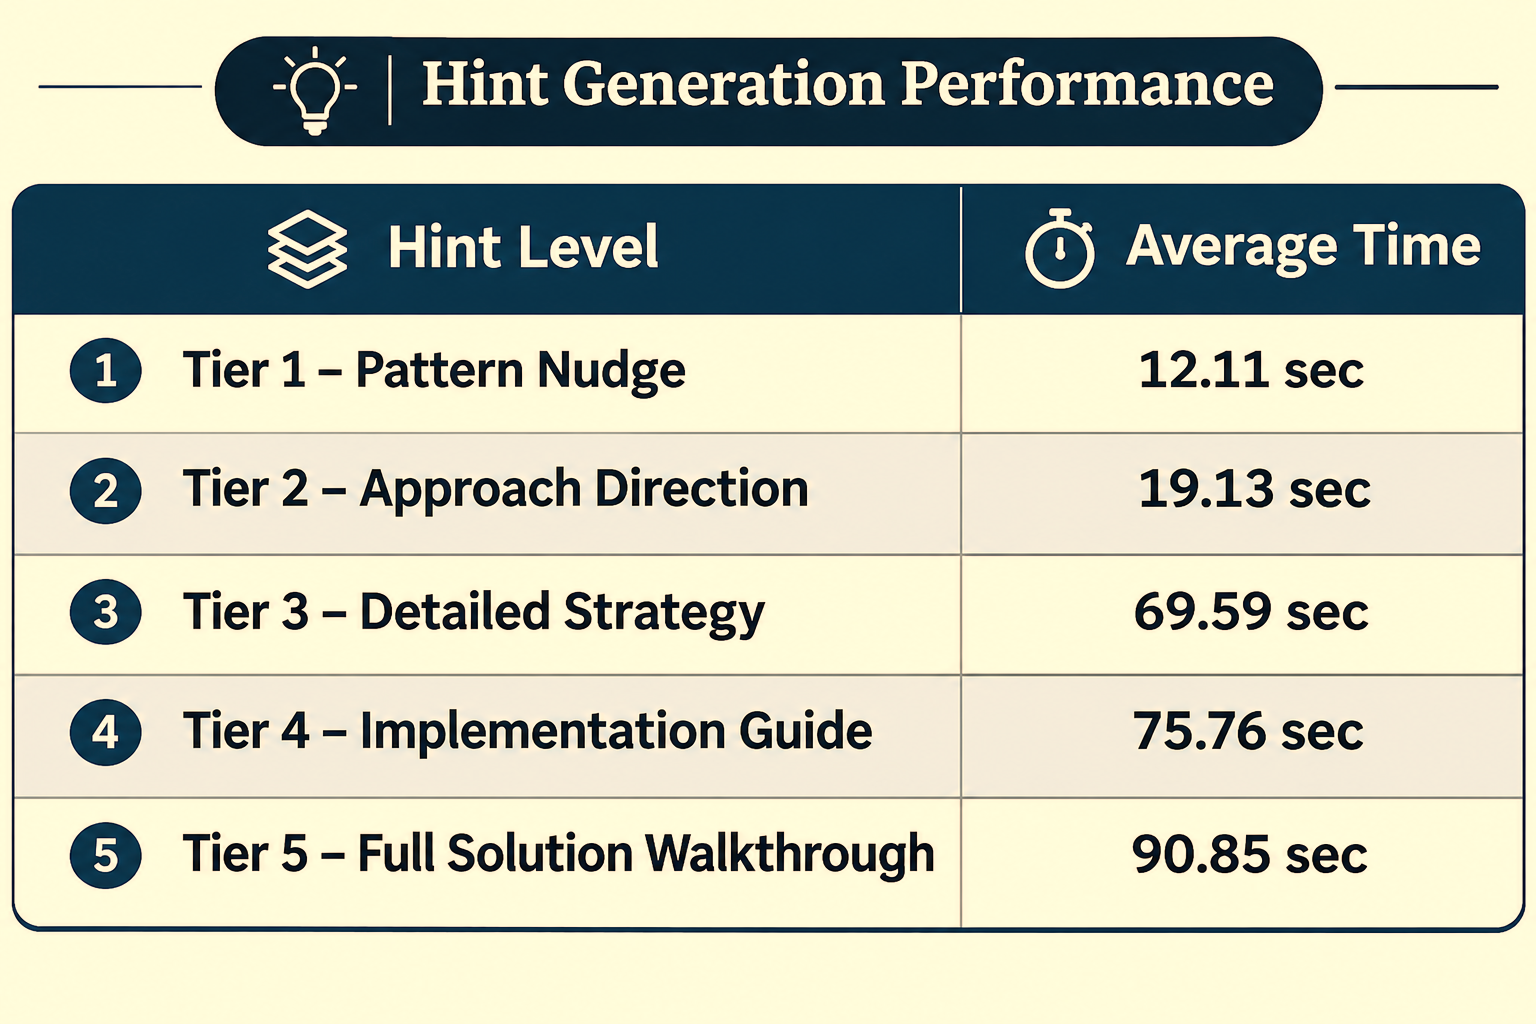 Hint Generation Performance
Hint Level Average Time
1 Tier 1 – Pattern Nudge 12.11 sec
2 Tier 2 – Approach Direction 19.13 sec
3 Tier 3 – Detailed Strategy 69.59 sec
4 Tier 4 – Implementation Guide 75.76 sec
5 Tier 5 – Full Solution Walkthrough 90.85 sec